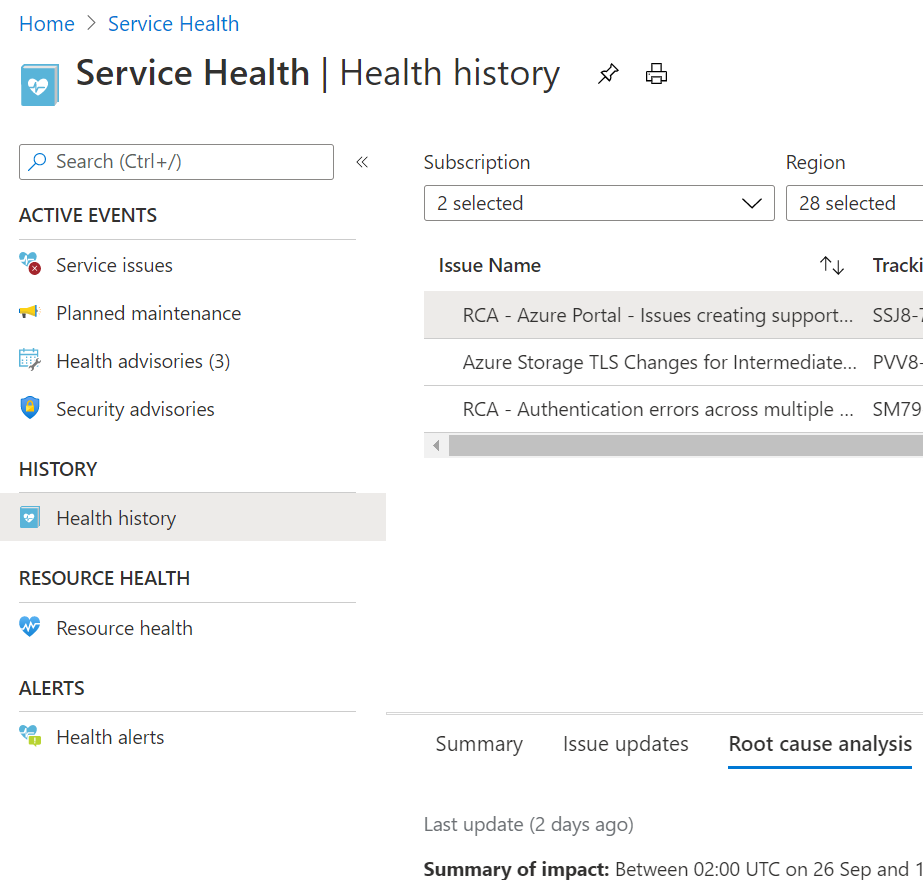 Home > Service Health
Service Health | Health history
Search (Ctrl+/)
«
ACTIVE EVENTS
Service issues
Planned maintenance
Health advisories (3)
Security advisories
HISTORY
Health history
RESOURCE HEALTH
Resource health
ALERTS
Health alerts
Subscription
Region
2 selected
28 selected
Issue Name
Tracki
RCA - Azure Portal - Issues creating support...
SSJ8-7
Azure Storage TLS Changes for Intermediate...
PVV8-
RCA - Authentication errors across multiple ...
SM79
Summary
Issue updates
Root cause analysis
Last update (2 days ago)
Summary of impact: Between 02:00 UTC on 26 Sep and 1